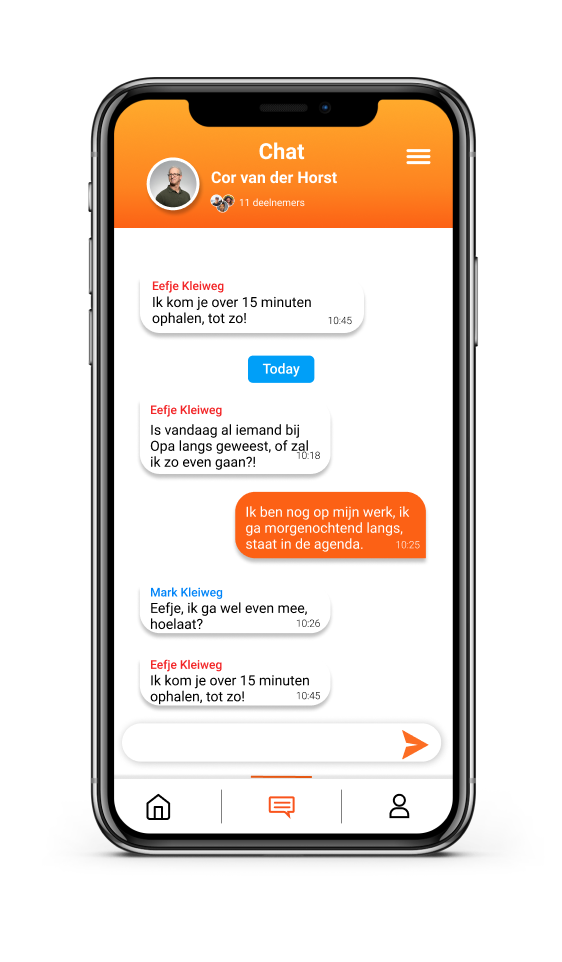 Chat
Cor van der Horst
11 deelnemers
Eefje Kleiweg
Ik kom je over 15 minuten
ophalen, tot zo!
10:45
Today
Eefje Kleiweg
Is vandaag al iemand bij
Opa langs geweest, of zal
10:18
ik zo even gaan?!
Ik ben nog op mijn werk, ik
ga morgenochtend langs,
staat in de agenda.
10:25
Mark Kleiweg
Eefje, ik ga wel even mee,
hoelaat?
10:26
Eefje Kleiweg
Ik kom je over 15 minuten
ophalen, tot zo!
10:45